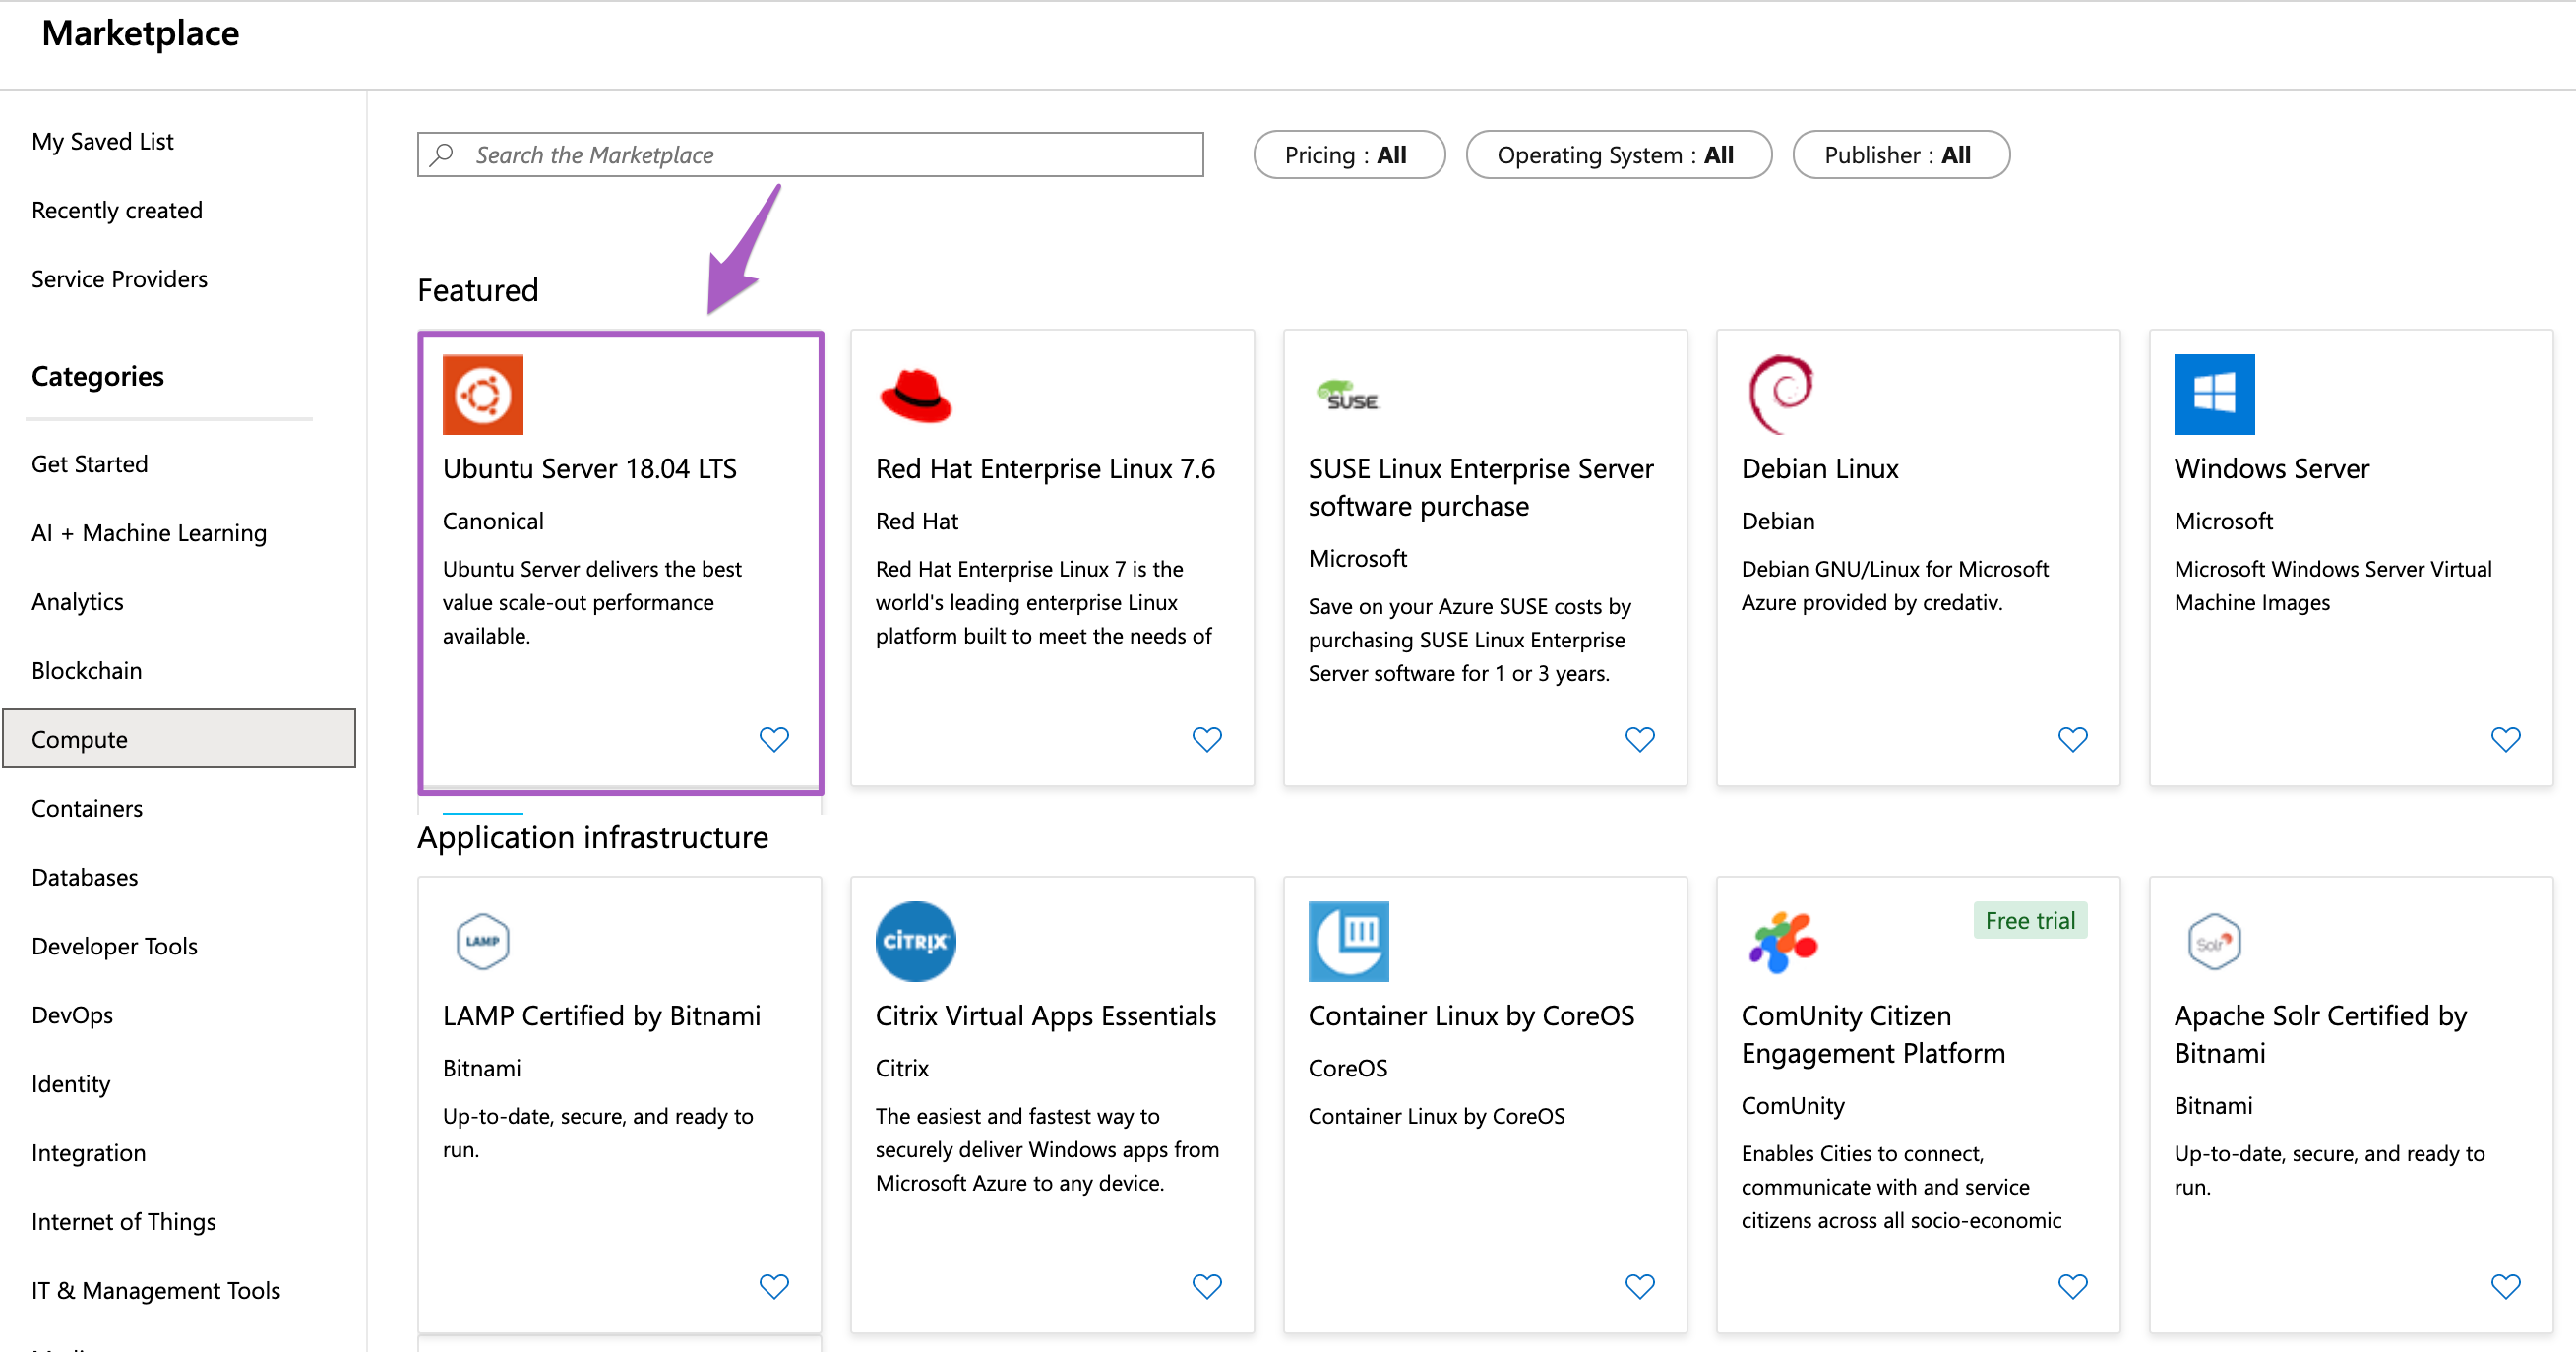 Marketplace
My Saved List
Recently created
Service Providers
Categories
Get Started
AI + Machine Learning
Analytics
Blockchain
Compute
Containers
Databases
Developer Tools
DevOps
Identity
Integration
Internet of Things
IT & Management Tools
Search the Marketplace
Pricing : All
Operating System : All
Publisher : All
Featured
Ubuntu Server 18.04 LTS
Canonical
Ubuntu Server delivers the best
value scale-out performance
available.
Red Hat Enterprise Linux 7.6
Red Hat
Red Hat Enterprise Linux 7 is the
world's leading enterprise Linux
platform built to meet the needs of
SUSE
SUSE Linux Enterprise Server
software purchase
Microsoft
Save on your Azure SUSE costs by
purchasing SUSE Linux Enterprise
Server software for 1 or 3 years.
Debian Linux
Debian
Debian GNU/Linux for Microsoft
Azure provided by credativ.
Windows Server
Microsoft
Microsoft Windows Server Virtual
Machine Images
Application infrastructure
LAMP
LAMP Certified by Bitnami
Bitnami
Up-to-date, secure, and ready to
run.
CITRIX
Citrix Virtual Apps Essentials
Citrix
The easiest and fastest way to
securely deliver Windows apps from
Microsoft Azure to any device.
Container Linux by CoreOS
CoreOS
Container Linux by CoreOS
Free trial
ComUnity Citizen
Engagement Platform
ComUnity
Enables Cities to connect,
communicate with and service
citizens across all socio-economic
Solr
Apache Solr Certified by
Bitnami
Bitnami
Up-to-date, secure, and ready to
run.